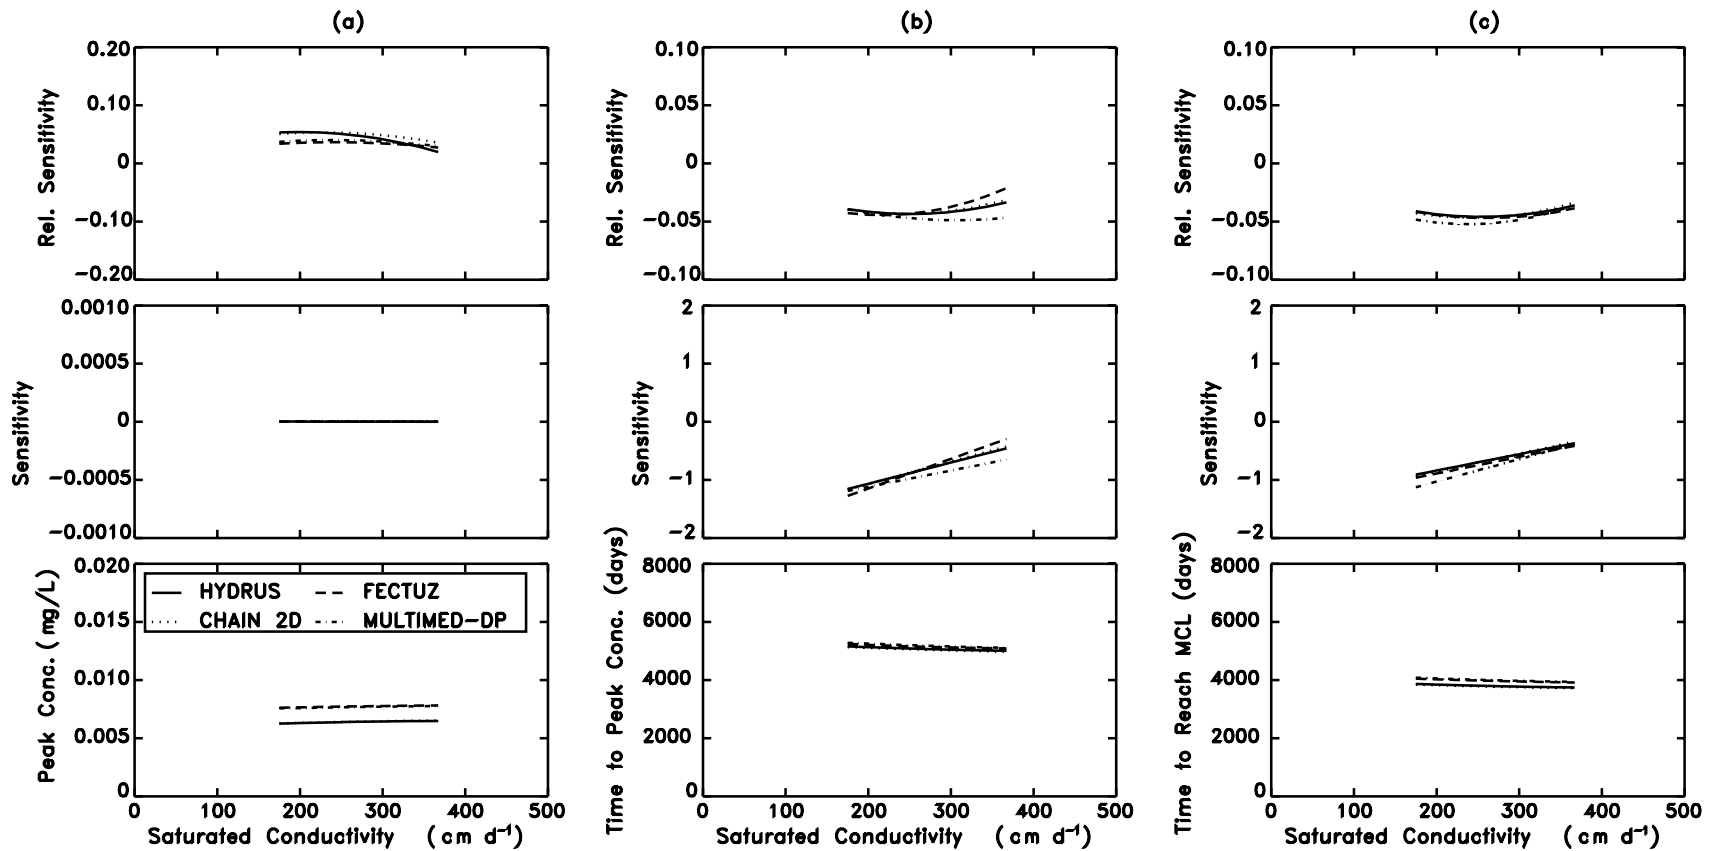 (a)
0.20
0.10
0
−0.10
−0.20
Rel. Sensitivity
(b)
0.10
0.05
0
−0.05
−0.10
Rel. Sensitivity
(c)
0.10
0.05
0
−0.05
−0.10
Rel. Sensitivity
0.0010
0.0005
0
−0.0005
−0.0010
Sensitivity
2
1
0
−1
−2
Sensitivity
2
1
0
−1
−2
Sensitivity
0.020
0.015
0.010
0.005
0
Peak Conc. (mg/L)
HYDRUS
FECTUZ
CHAIN 2D
MULTIMED−DP
0 100 200 300 400 500
Saturated Conductivity (cm d⁻¹)
8000
6000
4000
2000
0
Time to Peak Conc. (days)
0 100 200 300 400 500
Saturated Conductivity (cm d⁻¹)
8000
6000
4000
2000
0
Time to Reach MCL (days)
0 100 200 300 400 500
Saturated Conductivity (cm d⁻¹)